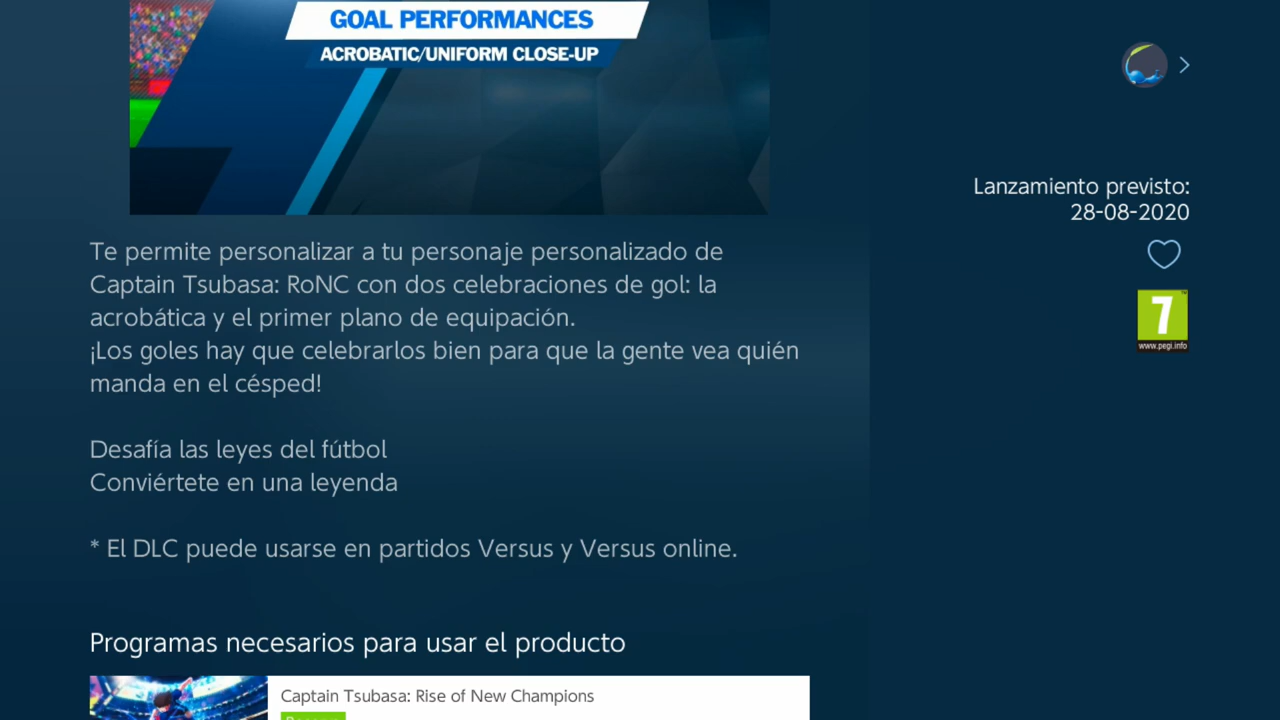 GOAL PERFORMANCES
ACROBATIC/UNIFORM CLOSE-UP
Lanzamiento previsto:
28-08-2020
7
www.pegi.info
Te permite personalizar a tu personaje personalizado de
Captain Tsubasa: RoNC con dos celebraciones de gol: la
acrobática y el primer plano de equipación.
¡Los goles hay que celebrarlos bien para que la gente vea quién
manda en el césped!
Desafía las leyes del fútbol
Conviértete en una leyenda
* El DLC puede usarse en partidos Versus y Versus online.
Programas necesarios para usar el producto
Captain Tsubasa: Rise of New Champions